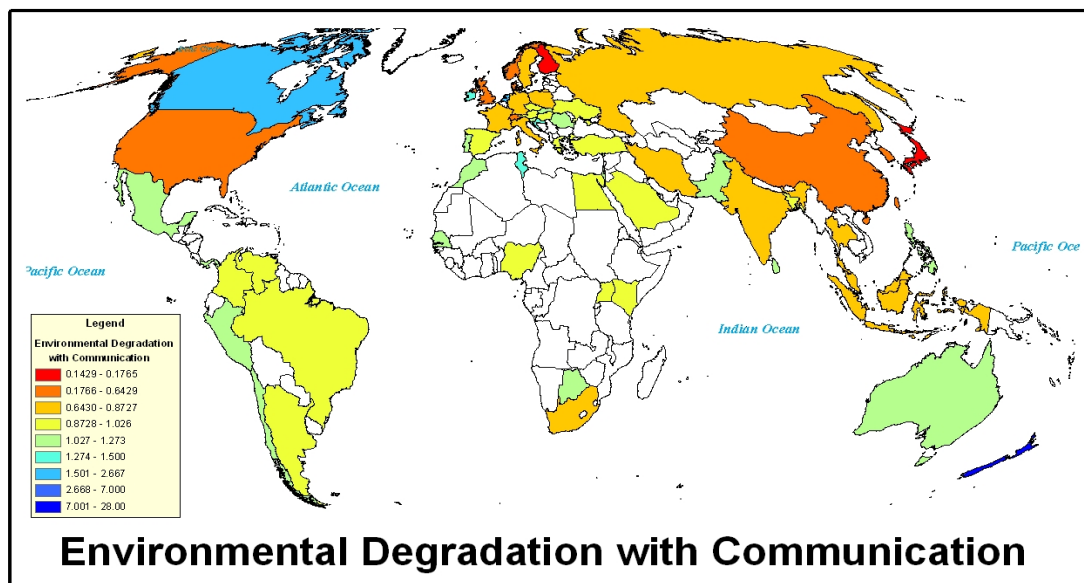 Arctic Circle
Atlantic Ocean
Pacific Oce
Pacific Ocean
Indian Ocean
Legend
Environmental Degradation
with Communication
0.1429 - 0.1765
0.1766 - 0.6429
0.6430 - 0.8727
0.8728 - 1.026
1.027 - 1.273
1.274 - 1.500
1.501 - 2.667
2.668 - 7.000
7.001 - 28.00
Environmental Degradation with Communication